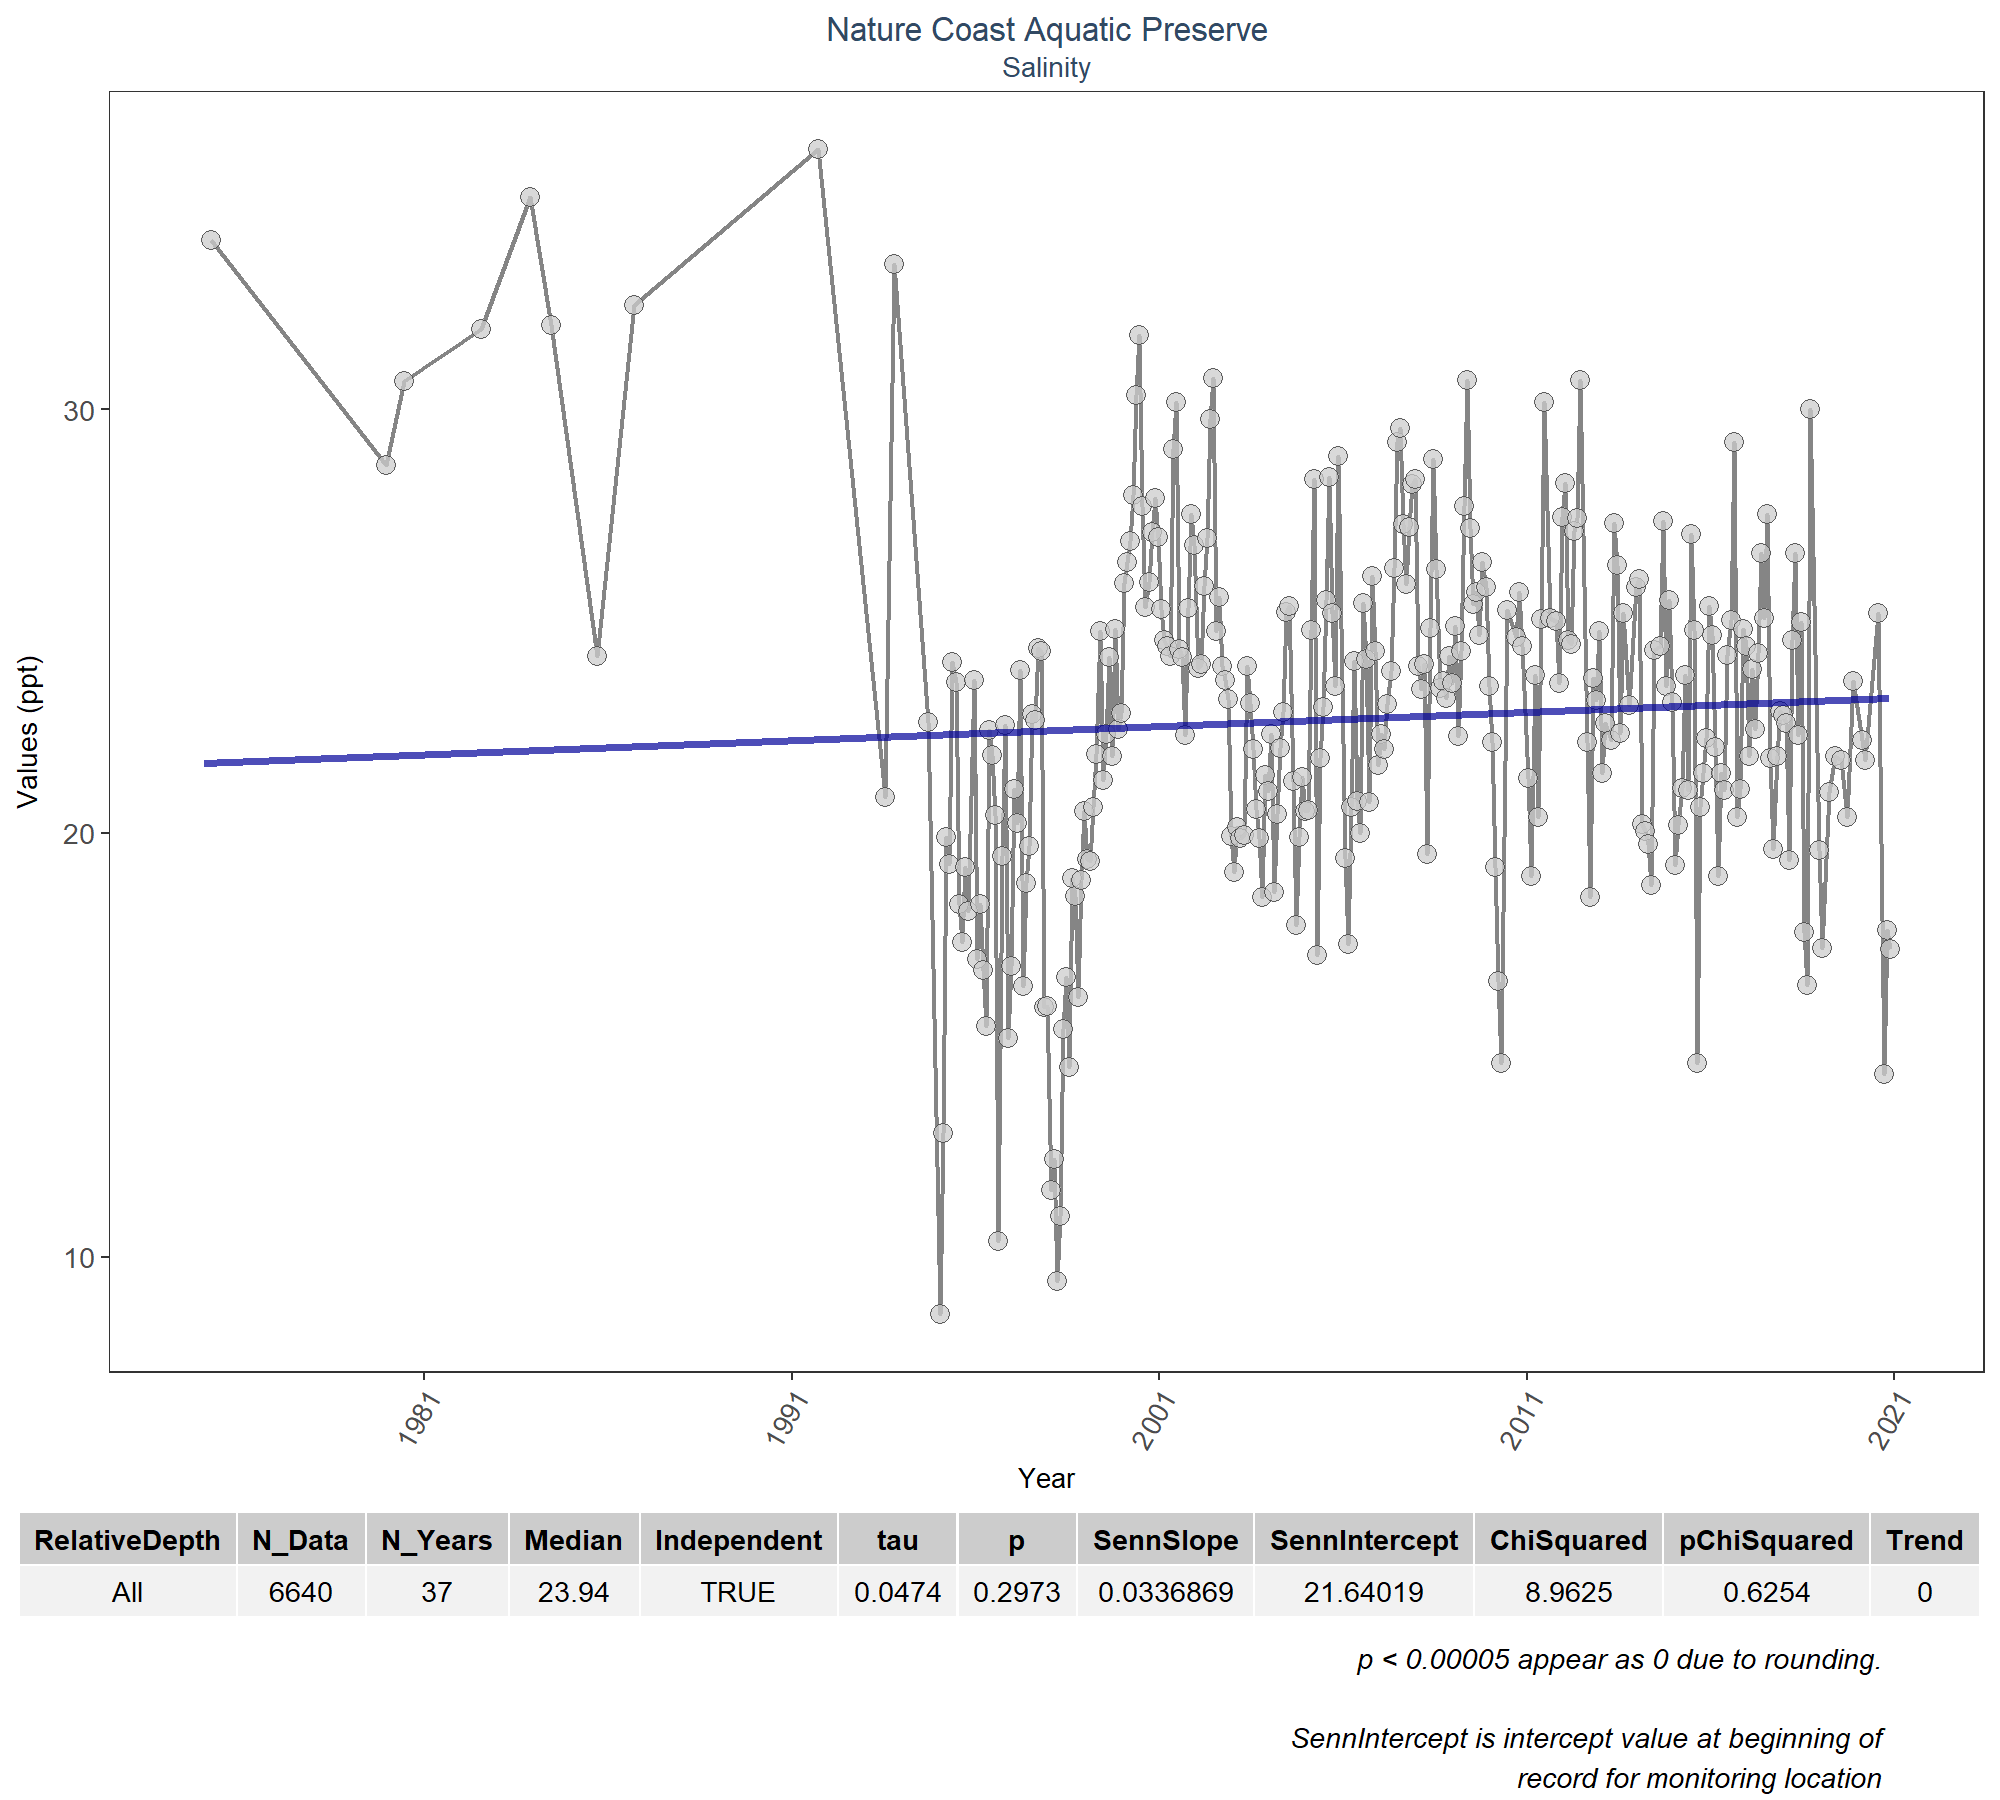 Nature Coast Aquatic Preserve
Salinity
Values (ppt)
30
20
10
1981
1991
2001
2011
2021
Year
RelativeDepth N_Data N_Years Median Independent tau p SennSlope SennIntercept ChiSquared pChiSquared Trend
All 6640 37 23.94 TRUE 0.0474 0.2973 0.0336869 21.64019 8.9625 0.6254 0
p < 0.00005 appear as 0 due to rounding.
SennIntercept is intercept value at beginning of
record for monitoring location